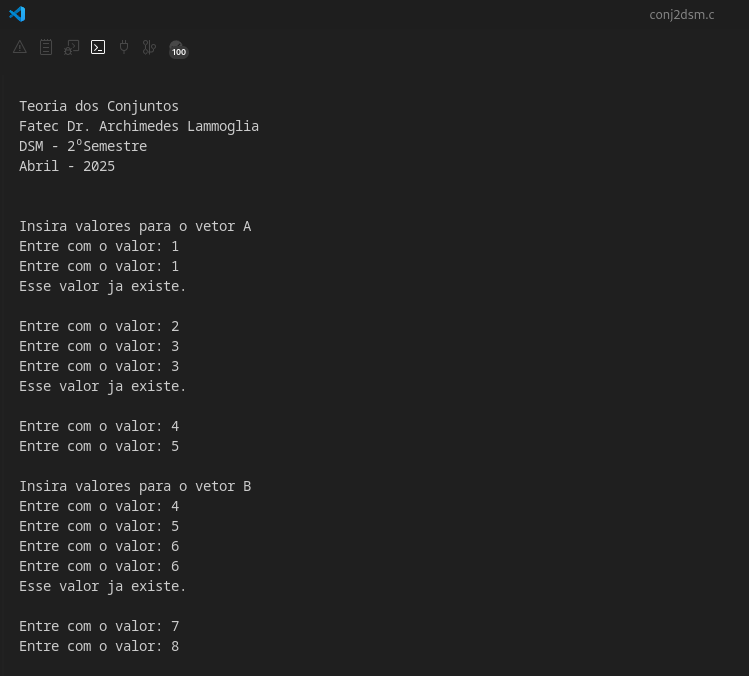 conj2dsm.c
100
Teoria dos Conjuntos
Fatec Dr. Archimedes Lammoglia
DSM - 2ºSemestre
Abril - 2025
Insira valores para o vetor A
Entre com o valor: 1
Entre com o valor: 1
Esse valor ja existe.
Entre com o valor: 2
Entre com o valor: 3
Entre com o valor: 3
Esse valor ja existe.
Entre com o valor: 4
Entre com o valor: 5
Insira valores para o vetor B
Entre com o valor: 4
Entre com o valor: 5
Entre com o valor: 6
Entre com o valor: 6
Esse valor ja existe.
Entre com o valor: 7
Entre com o valor: 8